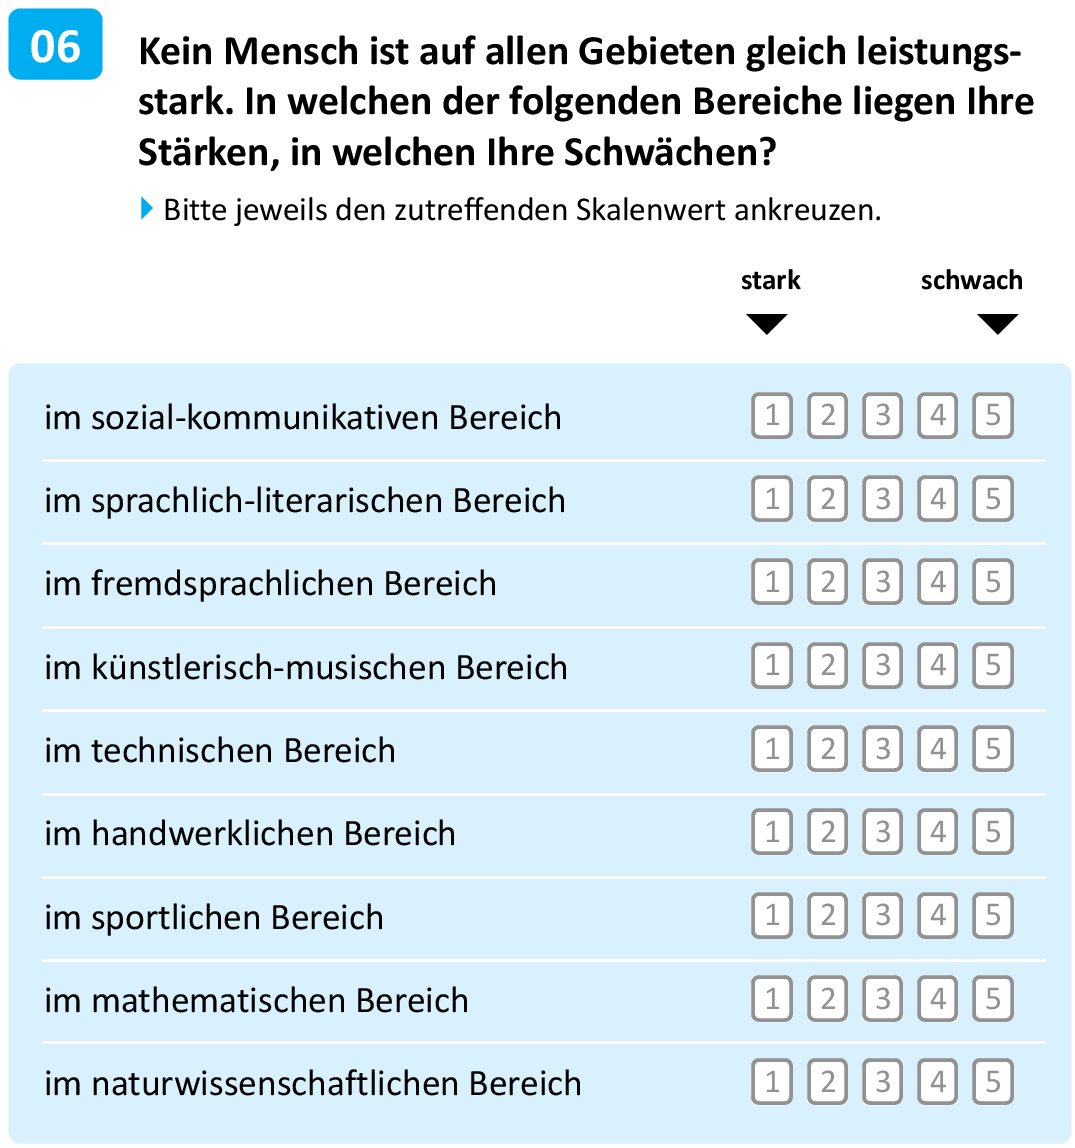 06
Kein Mensch ist auf allen Gebieten gleich leistungs-
stark. In welchen der folgenden Bereiche liegen Ihre
Stärken, in welchen Ihre Schwächen?
Bitte jeweils den zutreffenden Skalenwert ankreuzen.
stark schwach
im sozial-kommunikativen Bereich 1 2 3 4 5
im sprachlich-literarischen Bereich 1 2 3 4 5
im fremdsprachlichen Bereich 1 2 3 4 5
im künstlerisch-musischen Bereich 1 2 3 4 5
im technischen Bereich 1 2 3 4 5
im handwerklichen Bereich 1 2 3 4 5
im sportlichen Bereich 1 2 3 4 5
im mathematischen Bereich 1 2 3 4 5
im naturwissenschaftlichen Bereich 1 2 3 4 5